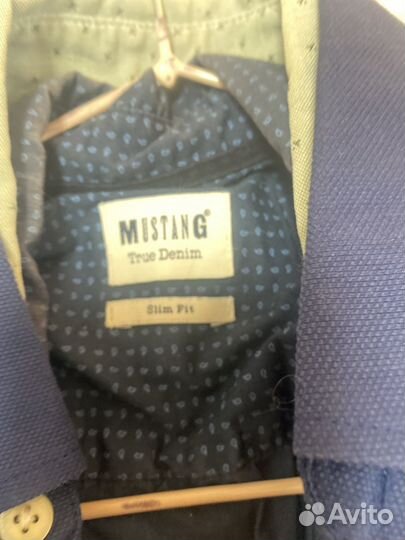 MUSTANG®
True Denim
Slim Fit
Avito